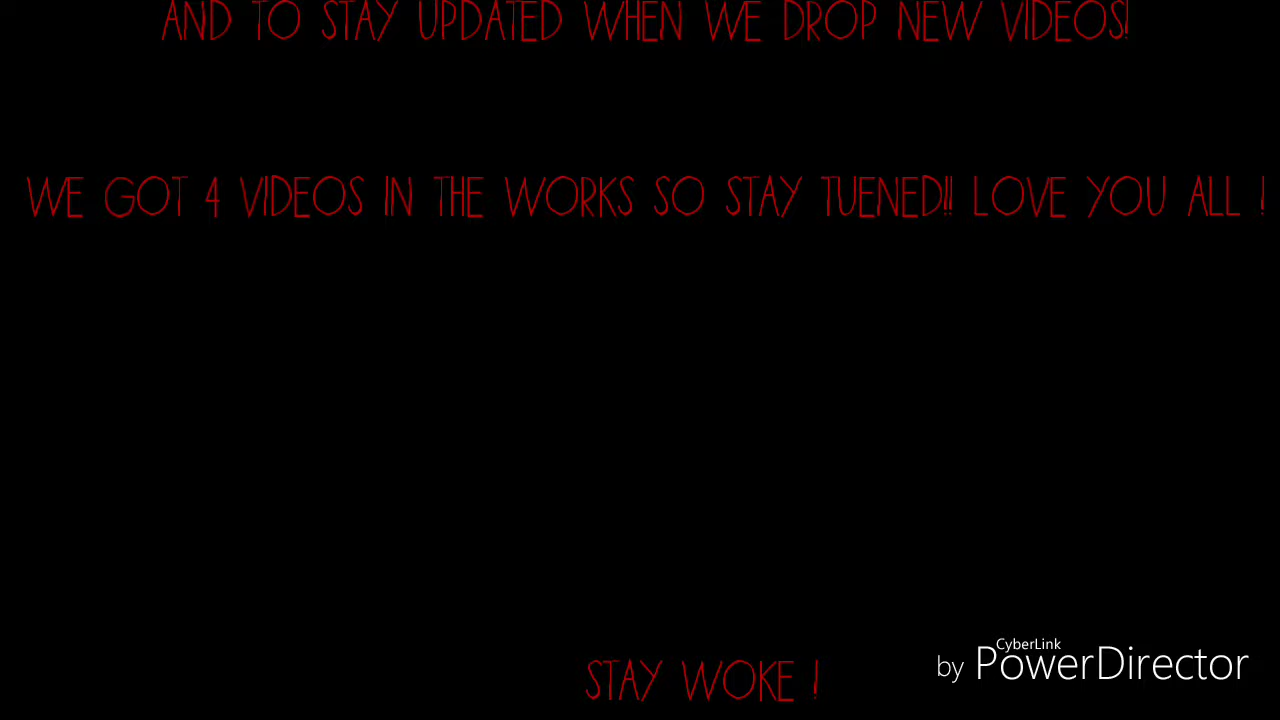 AND TO STAY UPDATED WHEN WE DROP NEW VIDEOS!
WE GOT 4 VIDEOS IN THE WORKS SO STAY TUENED!! LOVE YOU ALL !
STAY WOKE !
CyberLink
by PowerDirector